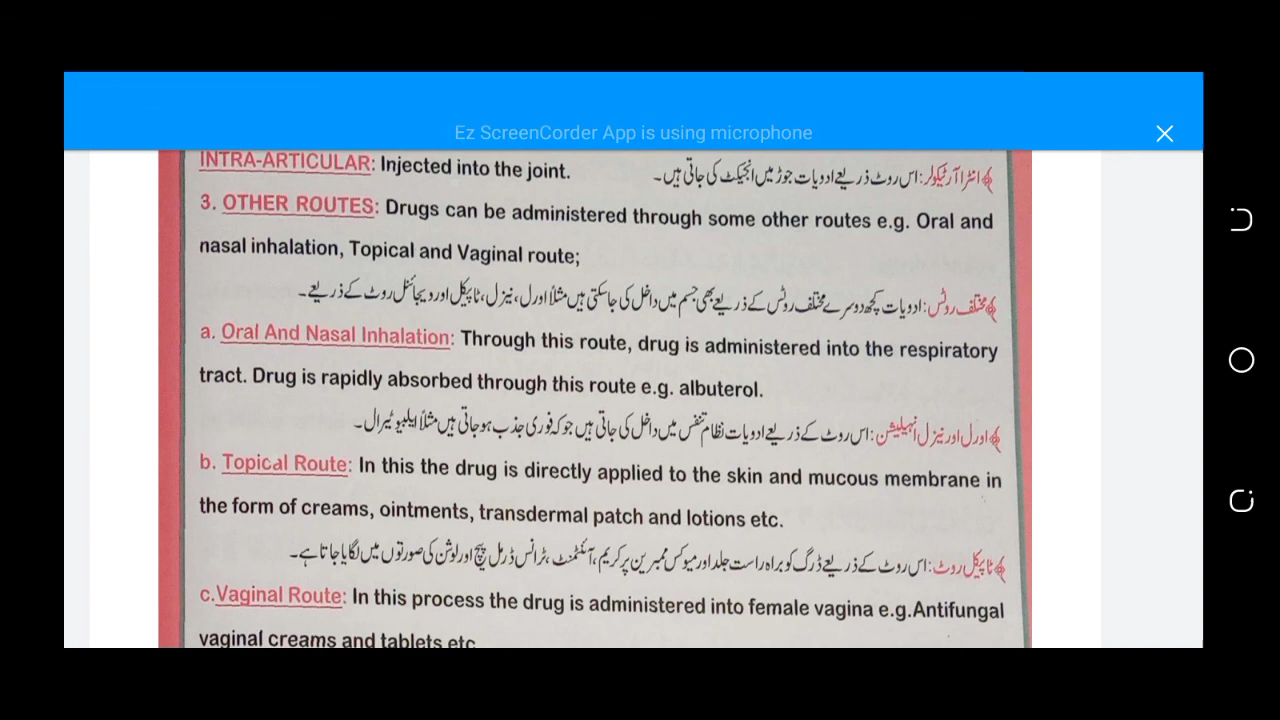 Ez ScreenCorder App is using microphone
INTRA-ARTICULAR: Injected into the joint.
انٹرا آرٹیکولر: اس روٹ ذریعے ادویات جوڑ میں انجیکٹ کی جاتی ہیں۔
3. OTHER ROUTES: Drugs can be administered through some other routes e.g. Oral and
nasal inhalation, Topical and Vaginal route;
مختلف روٹس: ادویات کچھ دوسرے مختلف روٹس کے ذریعے بھی جسم میں داخل کی جاسکتی ہیں مثلاً اورل، نیزل، ٹاپیکل اور ویجائنل روٹ کے ذریعے۔
a. Oral And Nasal Inhalation: Through this route, drug is administered into the respiratory
tract. Drug is rapidly absorbed through this route e.g. albuterol.
اورل اور نیزل انہیلیشن: اس روٹ کے ذریعے ادویات نظام تنفس میں داخل کی جاتی ہیں جو کہ فوری جذب ہوجاتی ہیں مثلاً ایلبیوٹیرال۔
b. Topical Route: In this the drug is directly applied to the skin and mucous membrane in
the form of creams, ointments, transdermal patch and lotions etc.
ٹاپیکل روٹ: اس روٹ کے ذریعے ڈرگ کو براہ راست جلد اور میوکس ممبرین پر کریم، آئنٹمنٹ، ٹرانس ڈرمل پیچ اور لوشن کی صورتوں میں لگایا جاتا ہے۔
c.Vaginal Route: In this process the drug is administered into female vagina e.g.Antifungal
vaginal creams and tablets etc